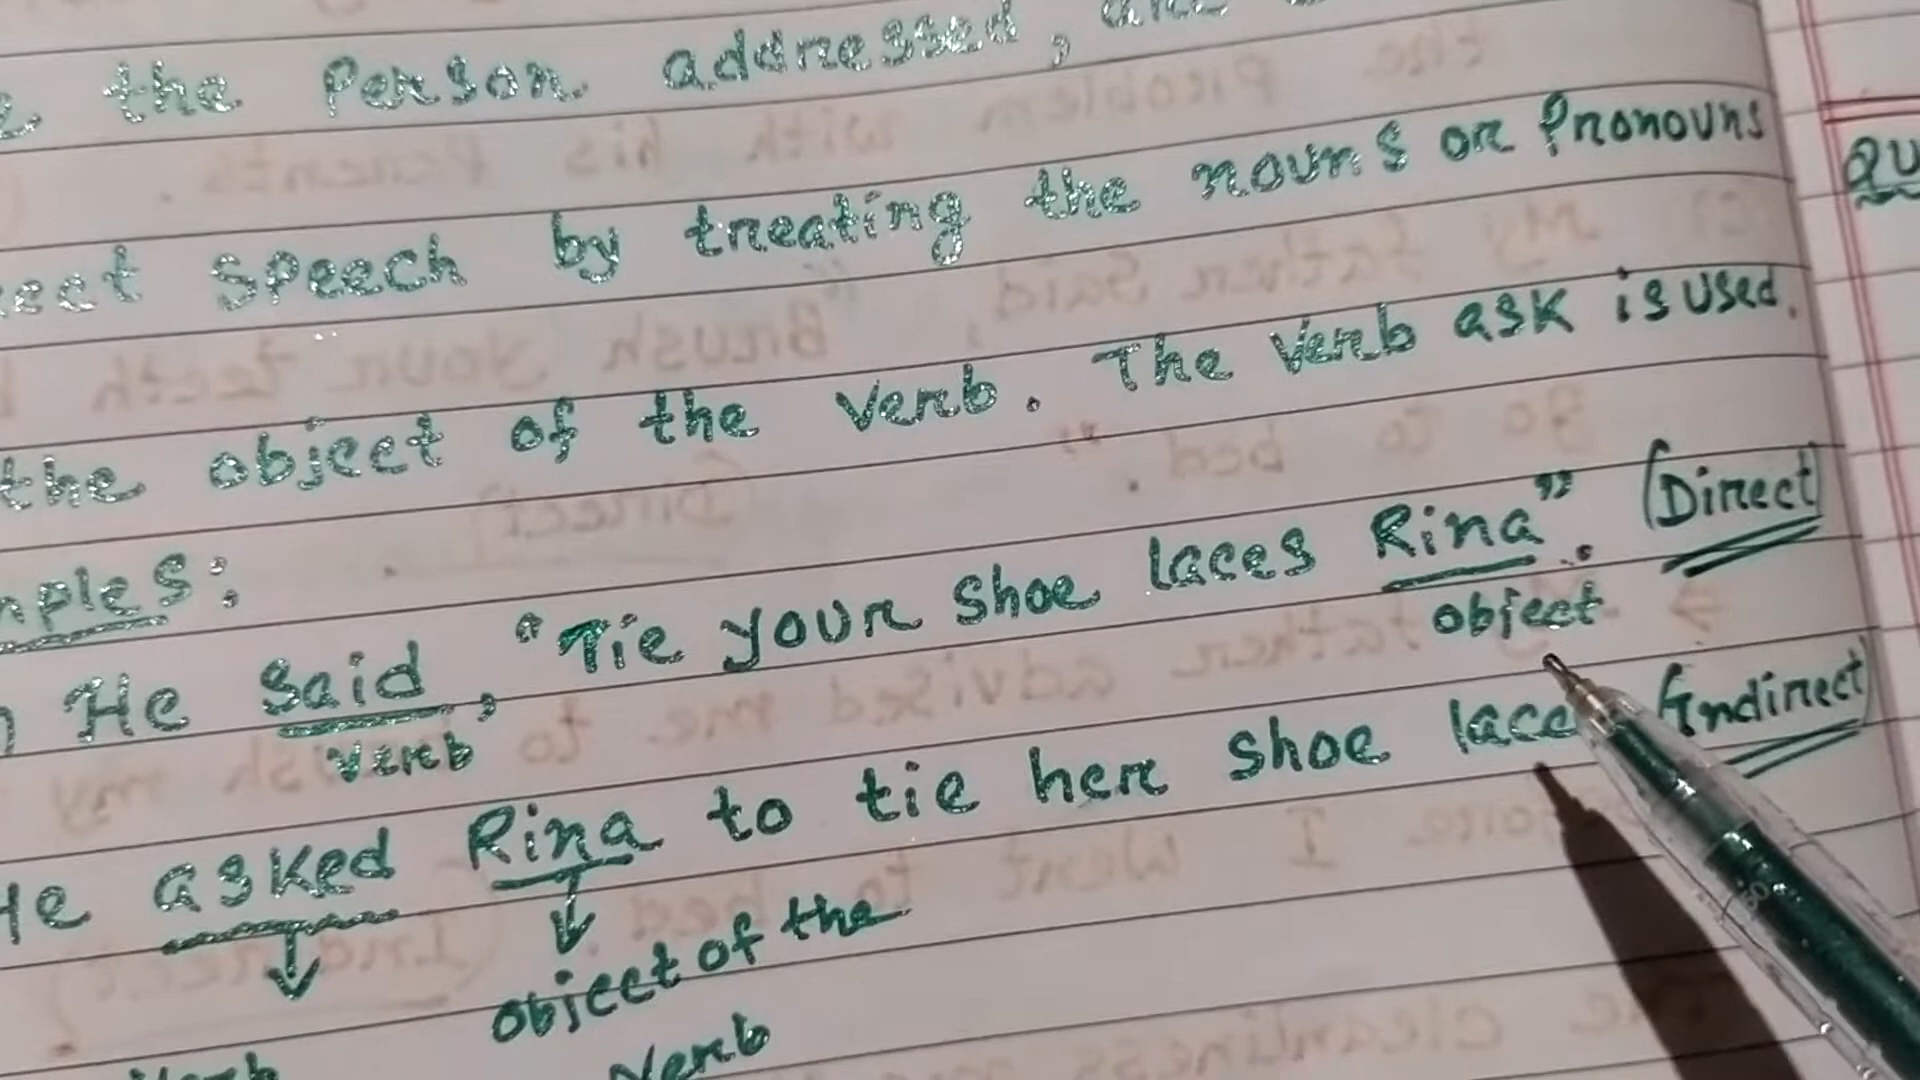 the Person addressed,
speech by treating the nouns or Pronouns
the object of the verb. The verb ask is used.
He said, "Tie your shoe laces Rina". (Direct)
verb object
He asked Rina to tie her shoe (Indirect)
object of the
verb
Verb